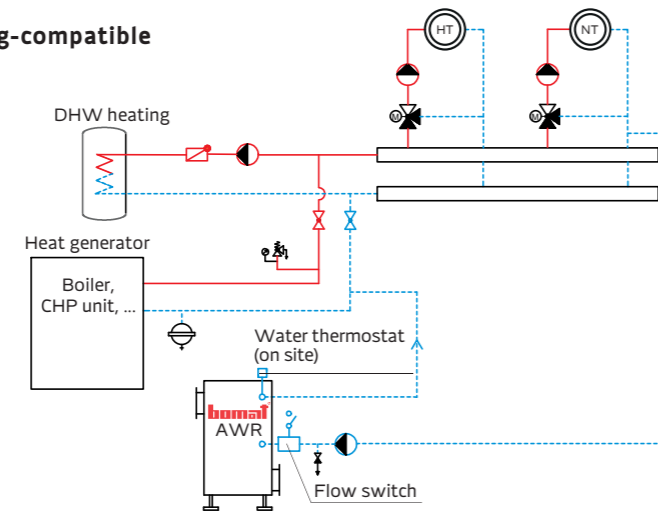 g-compatible
HT
NT
M
M
DHW heating
Heat generator
Boiler,
CHP unit, ...
Water thermostat
(on site)
bomat
AWR
Flow switch